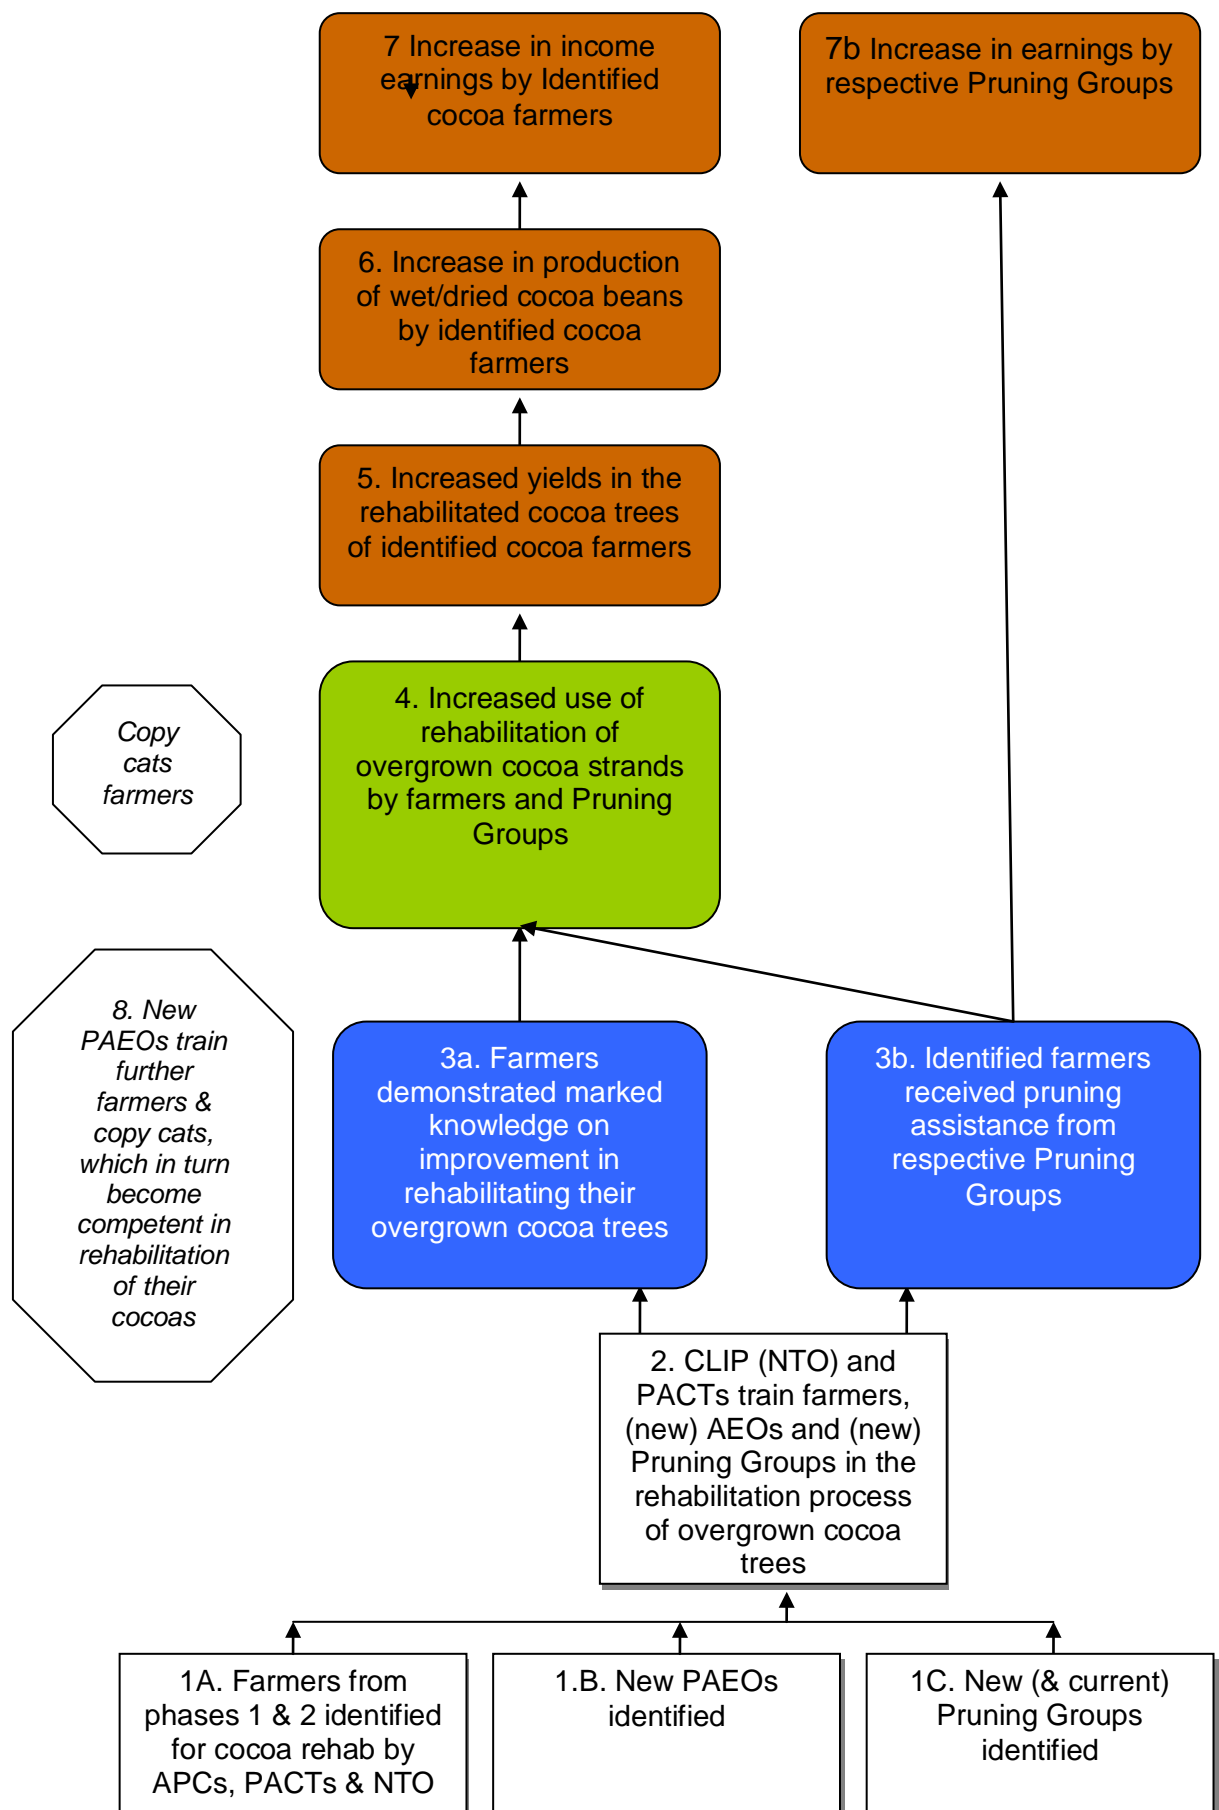 7 Increase in income
earnings by Identified
cocoa farmers
7b Increase in earnings by
respective Pruning Groups
6. Increase in production
of wet/dried cocoa beans
by identified cocoa
farmers
5. Increased yields in the
rehabilitated cocoa trees
of identified cocoa farmers
4. Increased use of
rehabilitation of
overgrown cocoa strands
by farmers and Pruning
Groups
Copy
cats
farmers
8. New
PAEOs train
further
farmers &
copy cats,
which in turn
become
competent in
rehabilitation
of their
cocoas
3a. Farmers
demonstrated marked
knowledge on
improvement in
rehabilitating their
overgrown cocoa trees
3b. Identified farmers
received pruning
assistance from
respective Pruning
Groups
2. CLIP (NTO) and
PACTs train farmers,
(new) AEOs and (new)
Pruning Groups in the
rehabilitation process
of overgrown cocoa
trees
1A. Farmers from
phases 1 & 2 identified
for cocoa rehab by
APCs, PACTs & NTO
1.B. New PAEOs
identified
1C. New (& current)
Pruning Groups
identified